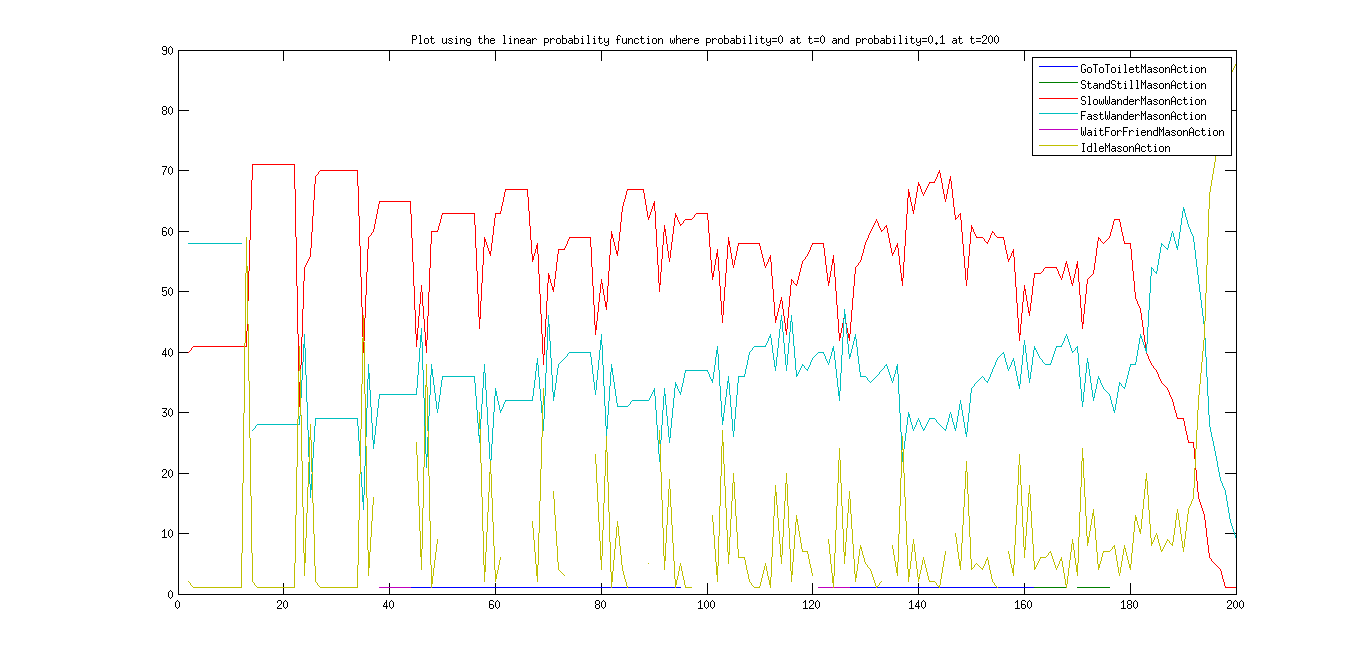 Plot using the linear probability function where probability=0 at t=0 and probability=0.1 at t=200
90
80
70
60
50
40
30
20
10
0
GoToToiletMasonAction
StandStillMasonAction
SlowWanderMasonAction
FastWanderMasonAction
WaitForFriendMasonAction
IdleMasonAction
0 20 40 60 80 100 120 140 160 180 200